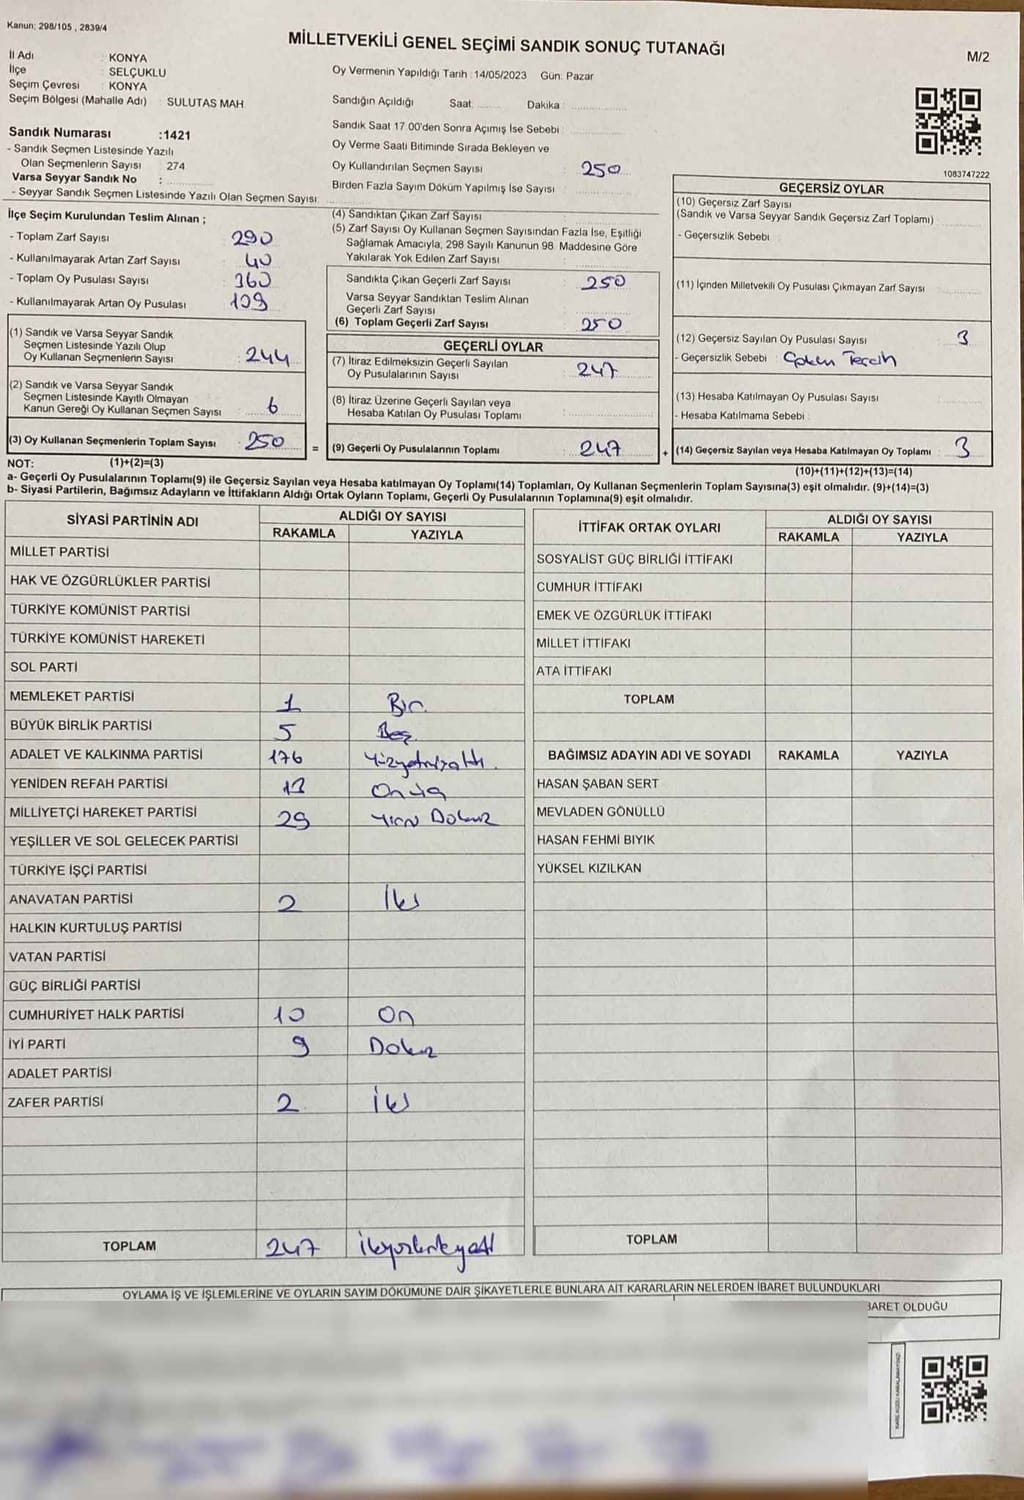 Kanun: 298/105 , 2839/4
MİLLETVEKİLİ GENEL SEÇİMİ SANDIK SONUÇ TUTANAĞI
M/2
İl Adı : KONYA
İlçe : SELÇUKLU
Seçim Çevresi : KONYA
Seçim Bölgesi (Mahalle Adı) : SULUTAS MAH
Sandık Numarası :1421
- Sandık Seçmen Listesinde Yazılı
Olan Seçmenlerin Sayısı : 274
Varsa Seyyar Sandık No :
- Seyyar Sandık Seçmen Listesinde Yazılı Olan Seçmen Sayısı:
Oy Vermenin Yapıldığı Tarih :14/05/2023 Gün: Pazar
Sandığın Açıldığı Saat: Dakika :
Sandık Saat 17.00'den Sonra Açımış İse Sebebi :
Oy Verme Saati Bitiminde Sırada Bekleyen ve
Oy Kullandırılan Seçmen Sayısı : 250
Birden Fazla Sayım Döküm Yapılmış İse Sayısı :
1083747222
İlçe Seçim Kurulundan Teslim Alınan ;
- Toplam Zarf Sayısı : 290
- Kullanılmayarak Artan Zarf Sayısı : 40
- Toplam Oy Pusulası Sayısı : 360
- Kullanılmayarak Artan Oy Pusulası : 109
(1) Sandık ve Varsa Seyyar Sandık
Seçmen Listesinde Yazılı Olup
Oy Kullanan Seçmenlerin Sayısı : 244
(2) Sandık ve Varsa Seyyar Sandık
Seçmen Listesinde Kayıtlı Olmayan
Kanun Gereği Oy Kullanan Seçmen Sayısı : 6
(3) Oy Kullanan Seçmenlerin Toplam Sayısı : 250
(4) Sandıktan Çıkan Zarf Sayısı :
(5) Zarf Sayısı Oy Kullanan Seçmen Sayısından Fazla İse, Eşitliği
Sağlamak Amacıyla, 298 Sayılı Kanunun 98. Maddesine Göre
Yakılarak Yok Edilen Zarf Sayısı :
Sandıkta Çıkan Geçerli Zarf Sayısı : 250
Varsa Seyyar Sandıktan Teslim Alınan
Geçerli Zarf Sayısı :
(6) Toplam Geçerli Zarf Sayısı : 250
GEÇERLİ OYLAR
(7) İtiraz Edilmeksizin Geçerli Sayılan
Oy Pusulalarının Sayısı : 247
(8) İtiraz Üzerine Geçerli Sayılan veya
Hesaba Katılan Oy Pusulası Toplamı :
= (9) Geçerli Oy Pusulalarının Toplamı : 247
GEÇERSİZ OYLAR
(10) Geçersiz Zarf Sayısı
(Sandık ve Varsa Seyyar Sandık Geçersiz Zarf Toplamı) :
- Geçersizlik Sebebi :
(11) İçinden Milletvekili Oy Pusulası Çıkmayan Zarf Sayısı :
(12) Geçersiz Sayılan Oy Pusulası Sayısı : 3
- Geçersizlik Sebebi : Tercih
(13) Hesaba Katılmayan Oy Pusulası Sayısı :
- Hesaba Katılmama Sebebi :
+ (14) Geçersiz Sayılan veya Hesaba Katılmayan Oy Toplamı : 3
NOT: (1)+(2)=(3)
(10)+(11)+(12)+(13)=(14)
a- Geçerli Oy Pusulalarının Toplamı(9) ile Geçersiz Sayılan veya Hesaba katılmayan Oy Toplamı(14) Toplamları, Oy Kullanan Seçmenlerin Toplam Sayısına(3) eşit olmalıdır. (9)+(14)=(3)
b- Siyasi Partilerin, Bağımsız Adayların ve İttifakların Aldığı Ortak Oyların Toplamı, Geçerli Oy Pusulalarının Toplamına(9) eşit olmalıdır.
SİYASİ PARTİNİN ADI ALDIĞI OY SAYISI
RAKAMLA YAZIYLA
MİLLET PARTİSİ
HAK VE ÖZGÜRLÜKLER PARTİSİ
TÜRKİYE KOMÜNİST PARTİSİ
TÜRKİYE KOMÜNİST HAREKETİ
SOL PARTİ
MEMLEKET PARTİSİ 1 Bir
BÜYÜK BİRLİK PARTİSİ 5 Beş
ADALET VE KALKINMA PARTİSİ 176
YENİDEN REFAH PARTİSİ 13
MİLLİYETÇİ HAREKET PARTİSİ 29 Dokuz
YEŞİLLER VE SOL GELECEK PARTİSİ
TÜRKİYE İŞÇİ PARTİSİ
ANAVATAN PARTİSİ 2 İki
HALKIN KURTULUŞ PARTİSİ
VATAN PARTİSİ
GÜÇ BİRLİĞİ PARTİSİ
CUMHURİYET HALK PARTİSİ 10 On
İYİ PARTİ 9 Dokuz
ADALET PARTİSİ
ZAFER PARTİSİ 2 İki
TOPLAM 247
İTTİFAK ORTAK OYLARI ALDIĞI OY SAYISI
RAKAMLA YAZIYLA
SOSYALİST GÜÇ BİRLİĞİ İTTİFAKI
CUMHUR İTTİFAKI
EMEK VE ÖZGÜRLÜK İTTİFAKI
MİLLET İTTİFAKI
ATA İTTİFAKI
TOPLAM
BAĞIMSIZ ADAYIN ADI VE SOYADI RAKAMLA YAZIYLA
HASAN ŞABAN SERT
MEVLADEN GÖNÜLLÜ
HASAN FEHMİ BIYIK
YÜKSEL KIZILKAN
TOPLAM
OYLAMA İŞ VE İŞLEMLERİNE VE OYLARIN SAYIM DÖKÜMÜNE DAİR ŞİKAYETLERLE BUNLARA AİT KARARLARIN NELERDEN İBARET BULUNDUKLARI
BARET OLDUĞU